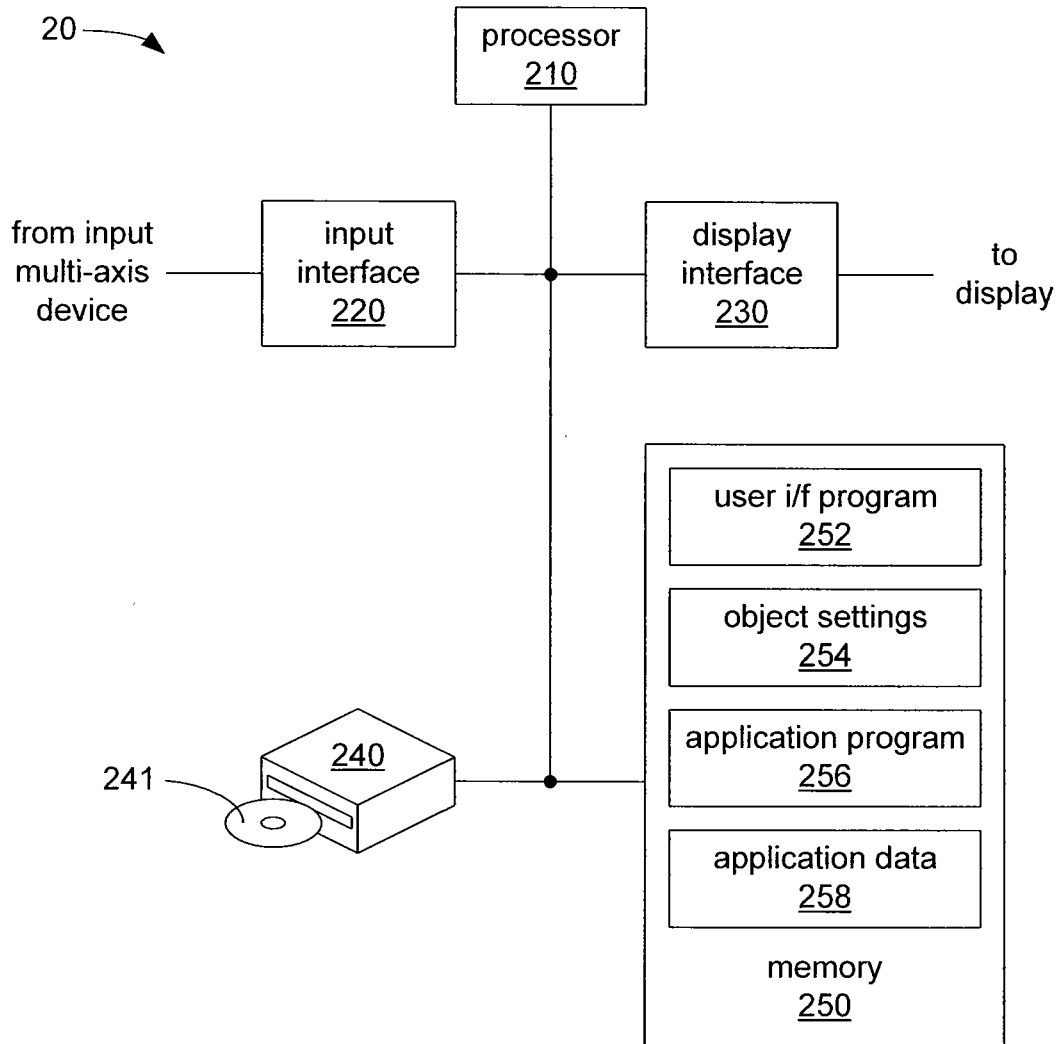 20
processor
210
from input
multi-axis
device
input
interface
220
display
interface
230
to
display
user i/f program
252
object settings
254
application program
256
application data
258
memory
250
240
241